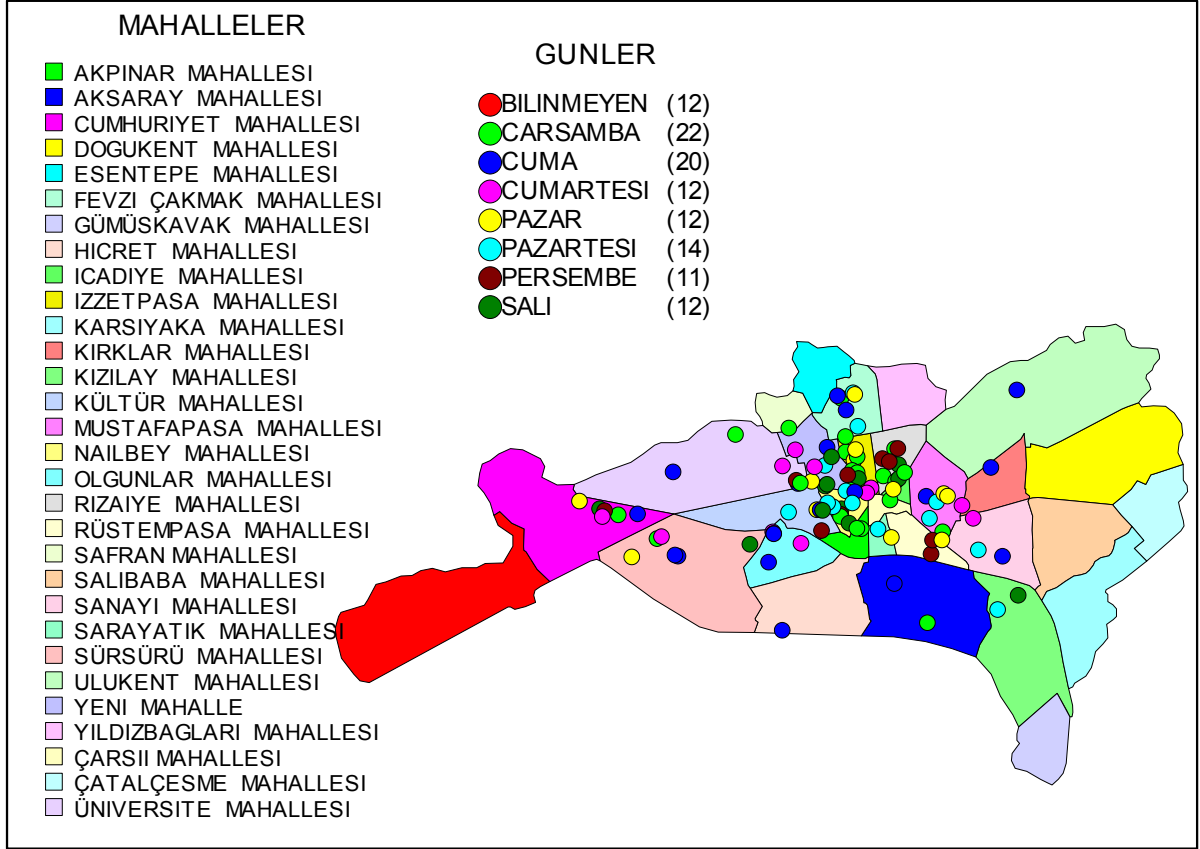 MAHALLELER
AKPINAR MAHALLESI
AKSARAY MAHALLESI
CUMHURIYET MAHALLESI
DOGUKENT MAHALLESI
ESENTEPE MAHALLESI
FEVZI ÇAKMAK MAHALLESI
GÜMÜSKAVAK MAHALLESI
HICRET MAHALLESI
ICADIYE MAHALLESI
IZZETPASA MAHALLESI
KARSIYAKA MAHALLESI
KIRKLAR MAHALLESI
KIZILAY MAHALLESI
KÜLTÜR MAHALLESI
MUSTAFAPASA MAHALLESI
NAILBEY MAHALLESI
OLGUNLAR MAHALLESI
RIZAIYE MAHALLESI
RÜSTEMPASA MAHALLESI
SAFRAN MAHALLESI
SALIBABA MAHALLESI
SANAYI MAHALLESI
SARAYATIK MAHALLESI
SÜRSÜRÜ MAHALLESI
ULUKENT MAHALLESI
YENI MAHALLE
YILDIZBAGLARI MAHALLESI
ÇARSII MAHALLESI
ÇATALÇESME MAHALLESI
ÜNIVERSITE MAHALLESI
GUNLER
BILINMEYEN (12)
CARSAMBA (22)
CUMA (20)
CUMARTESI (12)
PAZAR (12)
PAZARTESI (14)
PERSEMBE (11)
SALI (12)